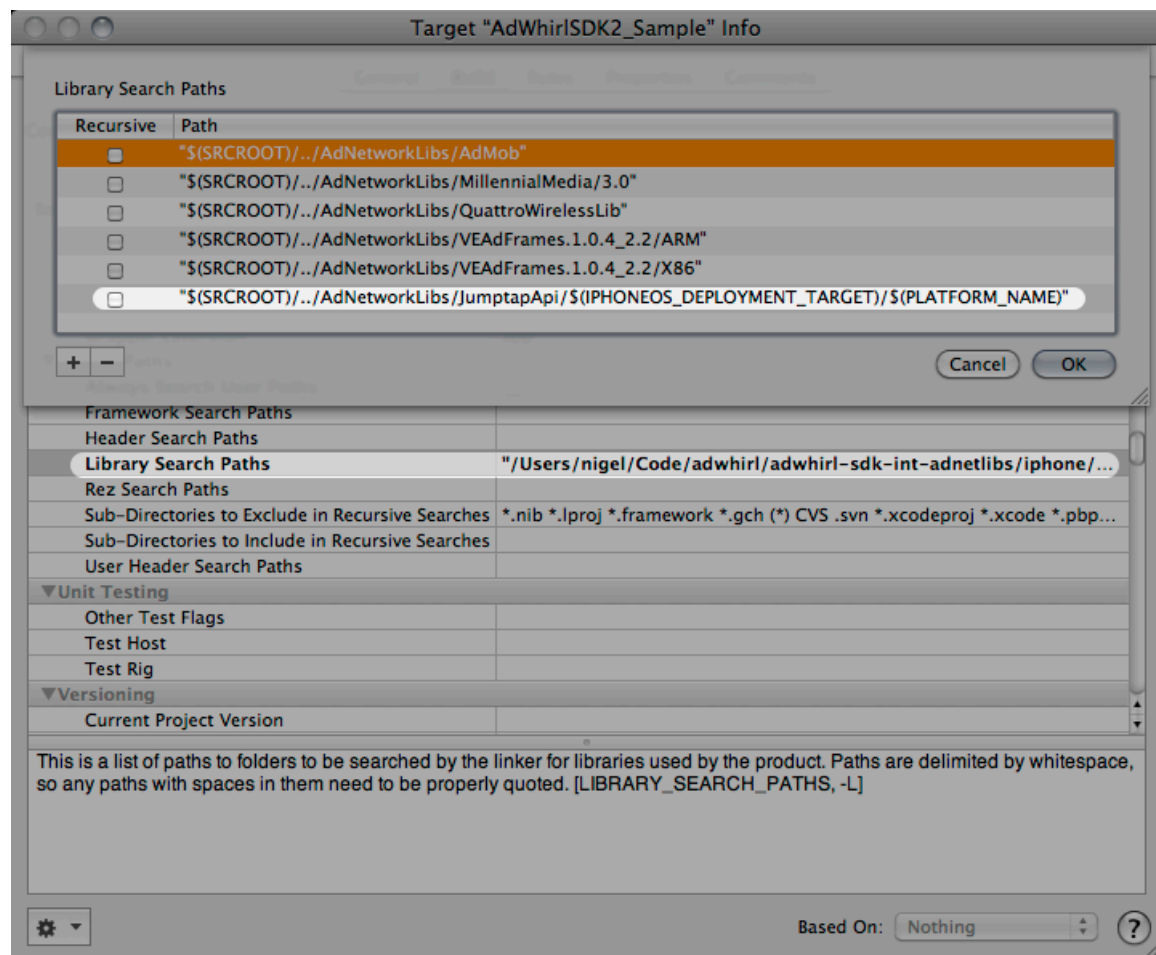 Target "AdWhirlSDK2_Sample" Info
Library Search Paths
Recursive Path
"$(SRCROOT)/../AdNetworkLibs/AdMob"
"$(SRCROOT)/../AdNetworkLibs/MillennialMedia/3.0"
"$(SRCROOT)/../AdNetworkLibs/QuattroWirelessLib"
"$(SRCROOT)/../AdNetworkLibs/VEAdFrames.1.0.4_2.2/ARM"
"$(SRCROOT)/../AdNetworkLibs/VEAdFrames.1.0.4_2.2/X86"
"$(SRCROOT)/../AdNetworkLibs/JumptapApi/$(IPHONEOS_DEPLOYMENT_TARGET)/$(PLATFORM_NAME)"
+ − Cancel OK
Framework Search Paths
Header Search Paths
Library Search Paths "/Users/nigel/Code/adwhirl/adwhirl-sdk-int-adnetlibs/iphone/...
Rez Search Paths
Sub-Directories to Exclude in Recursive Searches *.nib *.lproj *.framework *.gch (*) CVS .svn *.xcodeproj *.xcode *.pbp...
Sub-Directories to Include in Recursive Searches
User Header Search Paths
▼Unit Testing
Other Test Flags
Test Host
Test Rig
▼Versioning
Current Project Version
This is a list of paths to folders to be searched by the linker for libraries used by the product. Paths are delimited by whitespace,
so any paths with spaces in them need to be properly quoted. [LIBRARY_SEARCH_PATHS, -L]
Based On: Nothing ?